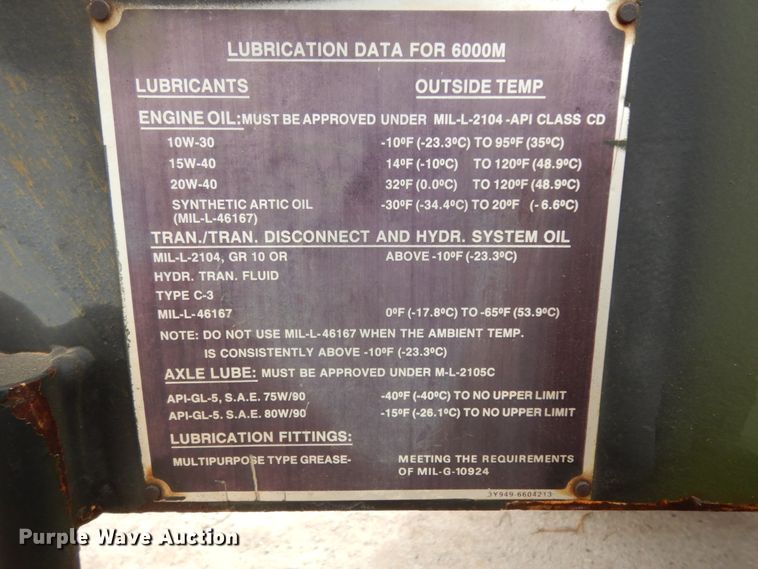 LUBRICATION DATA FOR 6000M
LUBRICANTS OUTSIDE TEMP
ENGINE OIL: MUST BE APPROVED UNDER MIL-L-2104-API CLASS CD
10W-30 -10ºF (-23.3ºC) TO 95ºF (35ºC)
15W-40 14ºF (-10ºC) TO 120ºF (48.9ºC)
20W-40 32ºF (0.0ºC) TO 120ºF (48.9ºC)
SYNTHETIC ARTIC OIL -30ºF (-34.4ºC) TO 20ºF (-6.6ºC)
(MIL-L-46167)
TRAN./TRAN. DISCONNECT AND HYDR. SYSTEM OIL
MIL-L-2104, GR 10 OR ABOVE -10ºF (-23.3ºC)
HYDR. TRAN. FLUID
TYPE C-3
MIL-L-46167 0ºF (-17.8ºC) TO -65ºF (53.9ºC)
NOTE: DO NOT USE MIL-L-46167 WHEN THE AMBIENT TEMP.
IS CONSISTENTLY ABOVE -10ºF (-23.3ºC)
AXLE LUBE: MUST BE APPROVED UNDER M-L-2105C
API-GL-5, S.A.E. 75W/90 -40ºF (-40ºC) TO NO UPPER LIMIT
API-GL-5. S.A.E. 80W/90 -15ºF (-26.1ºC) TO NO UPPER LIMIT
LUBRICATION FITTINGS:
MULTIPURPOSE TYPE GREASE- MEETING THE REQUIREMENTS
OF MIL-G-10924
3Y949-6604213
Purple Wave Auction